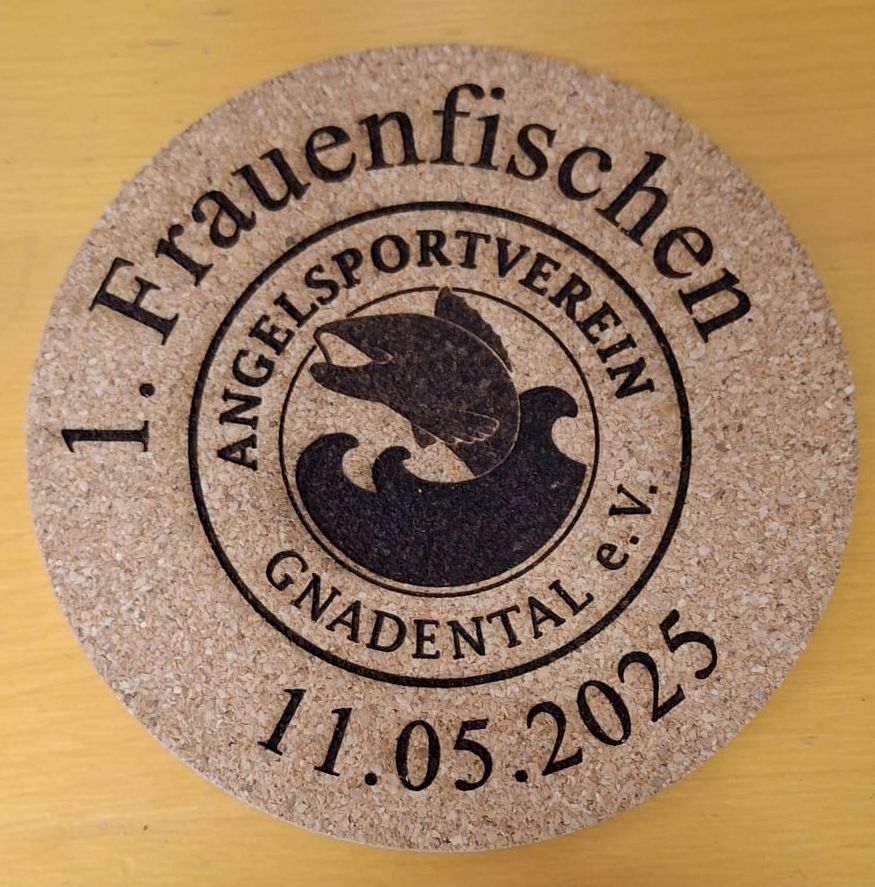 1. Frauenfischen
ANGELSPORTVEREIN
GNADENTAL e.V.
11.05.2025